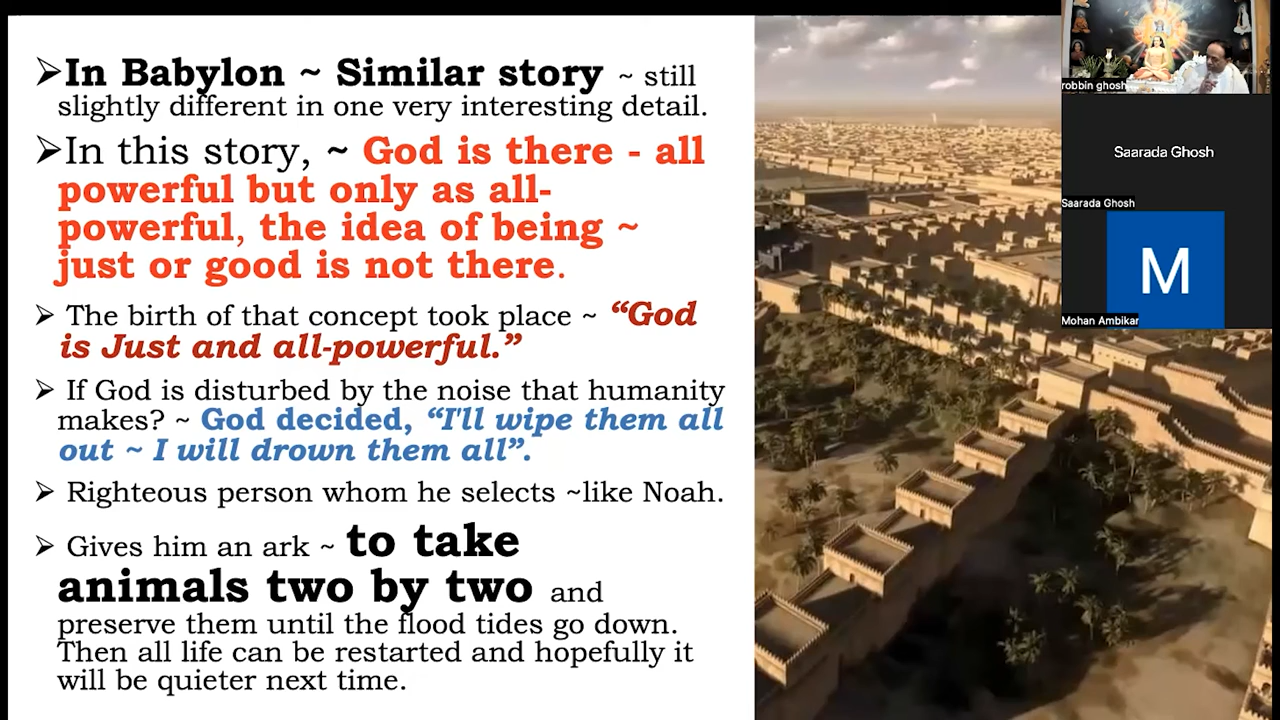 ➢In Babylon ~ Similar story ~ still
slightly different in one very interesting detail.
➢In this story, ~ God is there - all
powerful but only as all-
powerful, the idea of being ~
just or good is not there.
➢ The birth of that concept took place ~ “God
is Just and all-powerful.”
➢ If God is disturbed by the noise that humanity
makes? ~ God decided, “I'll wipe them all
out ~ I will drown them all”.
➢ Righteous person whom he selects ~like Noah.
➢ Gives him an ark ~ to take
animals two by two and
preserve them until the flood tides go down.
Then all life can be restarted and hopefully it
will be quieter next time.
robbin ghosh
Saarada Ghosh
Saarada Ghosh
M
Mohan Ambikar